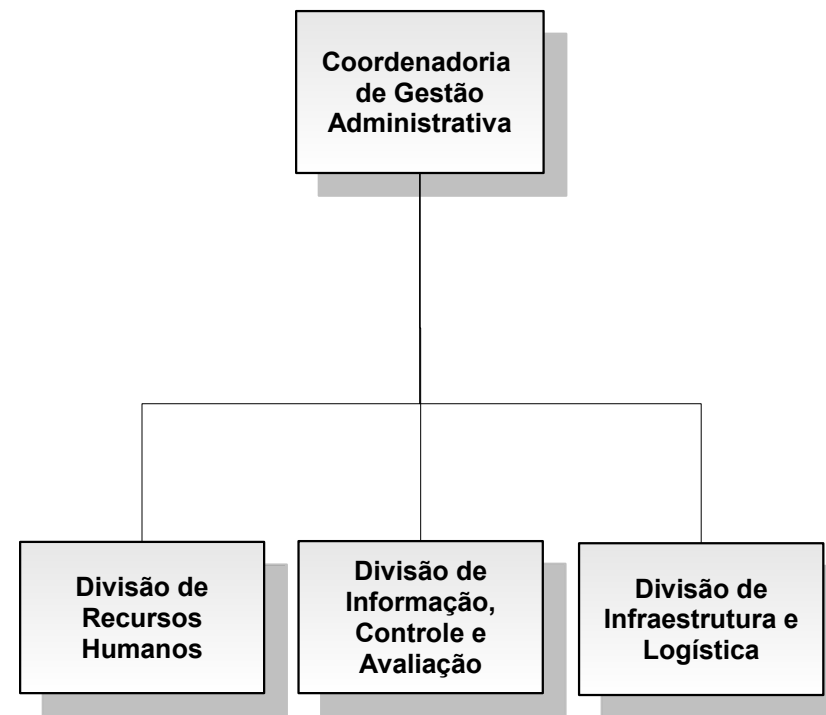 Coordenadoria
de Gestão
Administrativa
Divisão de
Recursos
Humanos
Divisão de
Informação,
Controle e
Avaliação
Divisão de
Infraestrutura e
Logística